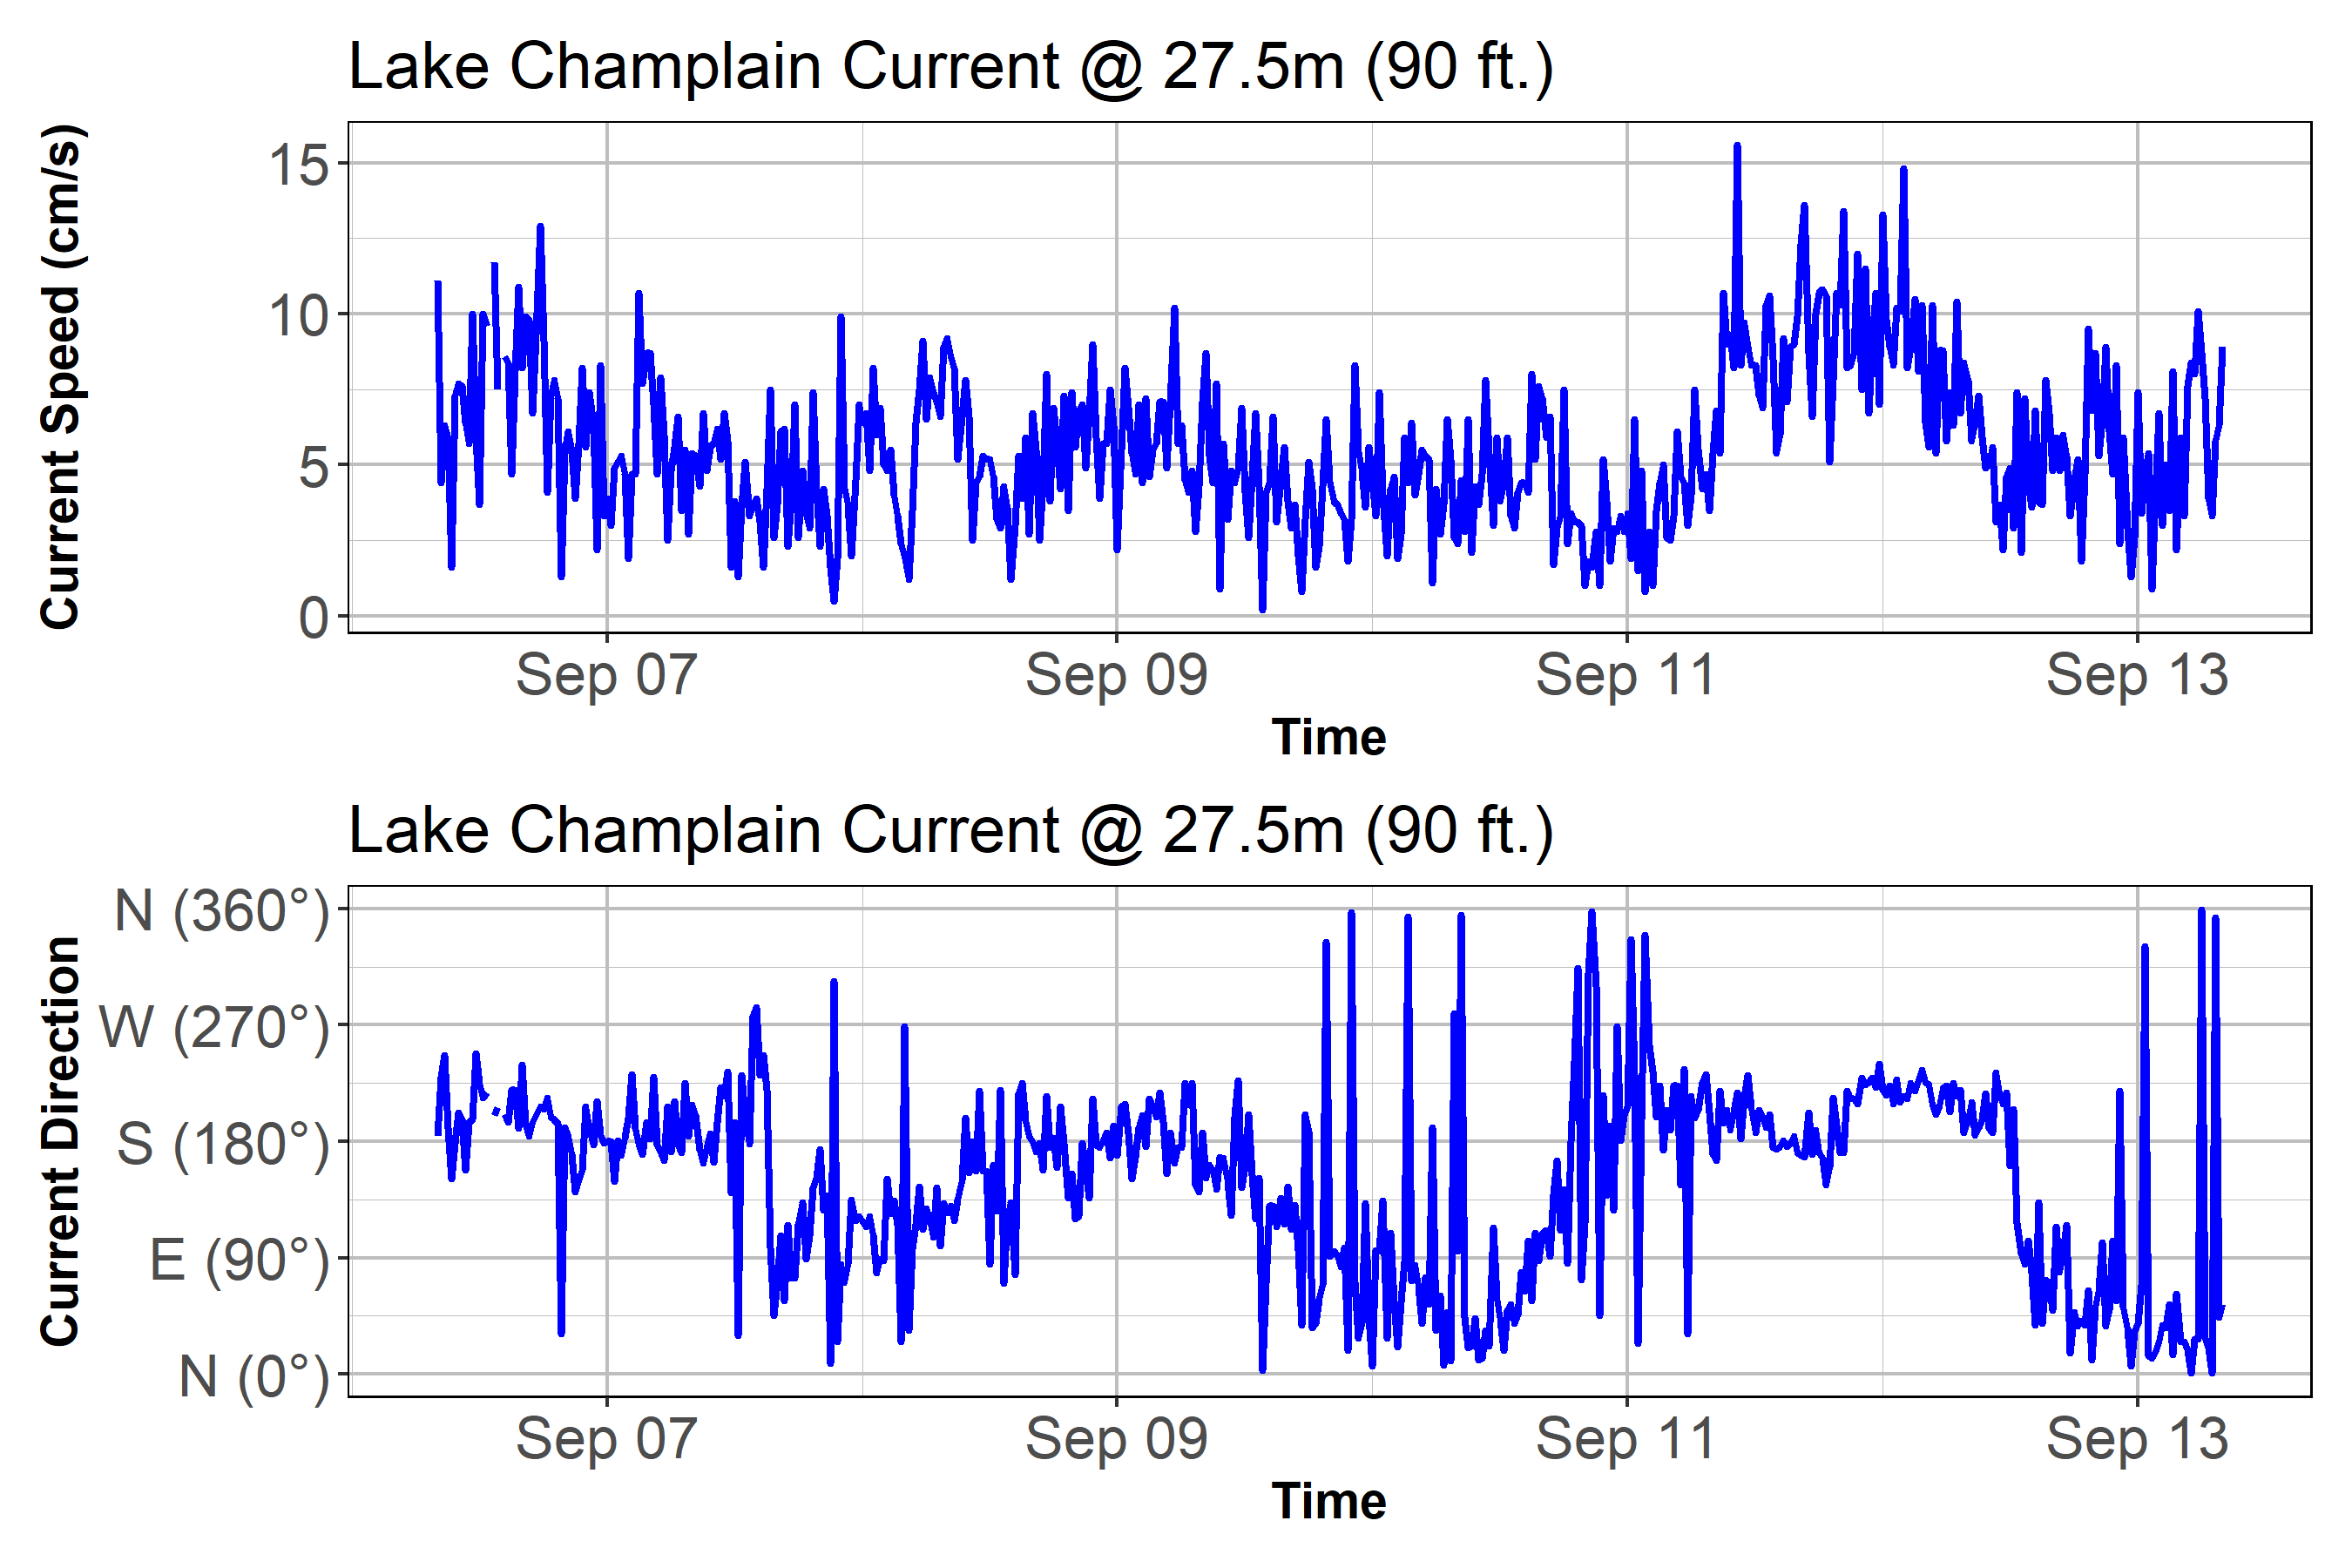 Lake Champlain Current @ 27.5m (90 ft.)
Current Speed (cm/s)
15
10
5
0
Sep 07 Sep 09 Sep 11 Sep 13
Time
Lake Champlain Current @ 27.5m (90 ft.)
Current Direction
N (360°)
W (270°)
S (180°)
E (90°)
N (0°)
Sep 07 Sep 09 Sep 11 Sep 13
Time